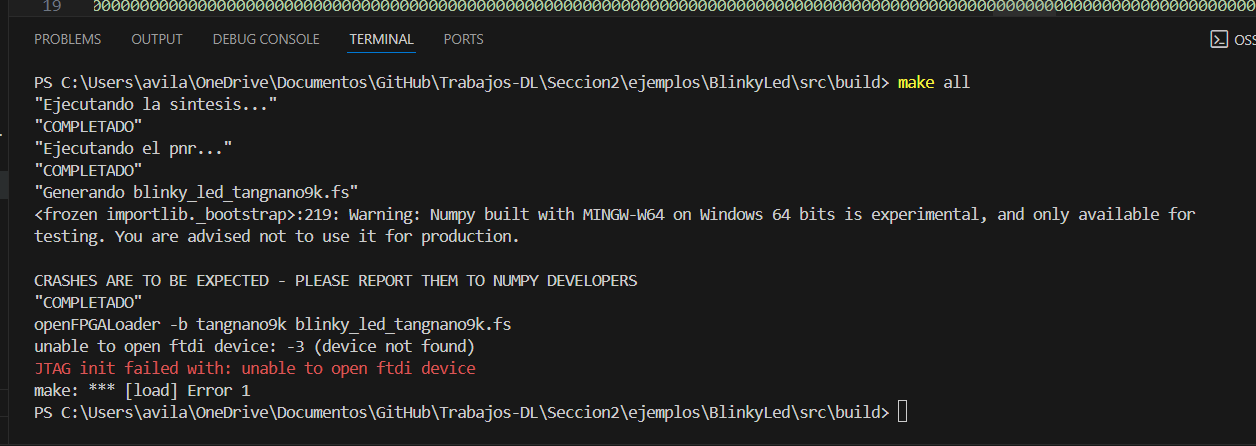 19
PROBLEMS OUTPUT DEBUG CONSOLE TERMINAL PORTS OSS
PS C:\Users\avila\OneDrive\Documentos\GitHub\Trabajos-DL\Seccion2\ejemplos\BlinkyLed\src\build> make all
"Ejecutando la sintesis..."
"COMPLETADO"
"Ejecutando el pnr..."
"COMPLETADO"
"Generando blinky_led_tangnano9k.fs"
<frozen importlib._bootstrap>:219: Warning: Numpy built with MINGW-W64 on Windows 64 bits is experimental, and only available for
testing. You are advised not to use it for production.
CRASHES ARE TO BE EXPECTED - PLEASE REPORT THEM TO NUMPY DEVELOPERS
"COMPLETADO"
openFPGALoader -b tangnano9k blinky_led_tangnano9k.fs
unable to open ftdi device: -3 (device not found)
JTAG init failed with: unable to open ftdi device
make: *** [load] Error 1
PS C:\Users\avila\OneDrive\Documentos\GitHub\Trabajos-DL\Seccion2\ejemplos\BlinkyLed\src\build>